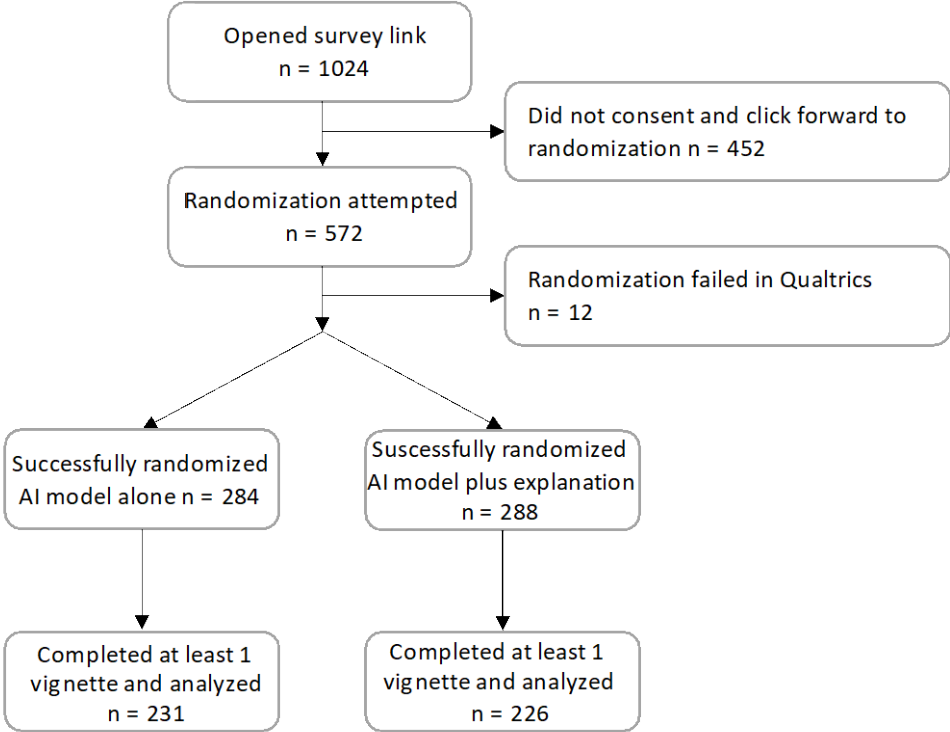 Opened survey link
n = 1024
Did not consent and click forward to
randomization n = 452
Randomization attempted
n = 572
Randomization failed in Qualtrics
n = 12
Successfully randomized
AI model alone n = 284
Suscessfully randomized
AI model plus explanation
n = 288
Completed at least 1
vignette and analyzed
n = 231
Completed at least 1
vignette and analyzed
n = 226